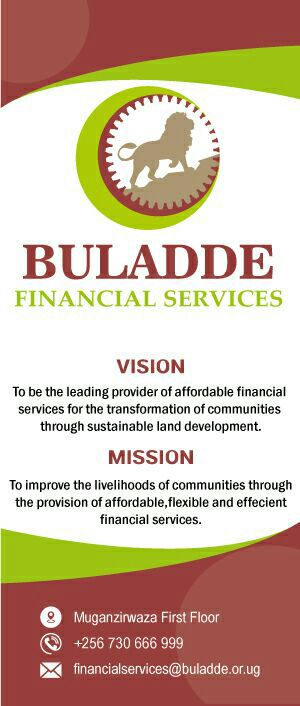 BULADDE
FINANCIAL SERVICES
VISION
To be the leading provider of affordable financial
services for the transformation of communities
through sustainable land development.
MISSION
To improve the livelihoods of communities through
the provision of affordable,flexible and effecient
financial services.
Muganzirwaza First Floor
+256 730 666 999
financialservices@buladde.or.ug